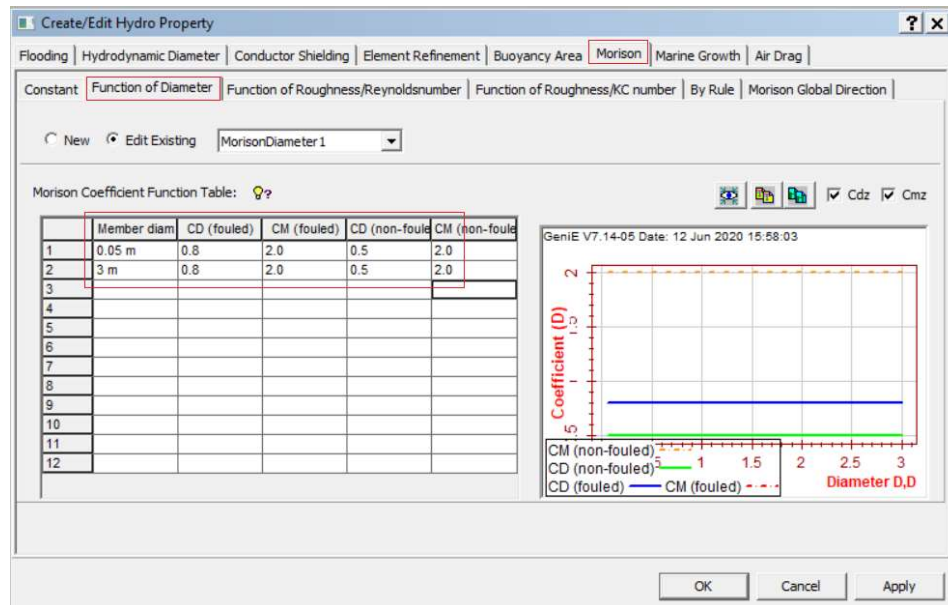 Create/Edit Hydro Property
? x
Flooding Hydrodynamic Diameter Conductor Shielding Element Refinement Buoyancy Area Morison Marine Growth Air Drag
Constant Function of Diameter Function of Roughness/Reynoldsnumber Function of Roughness/KC number By Rule Morison Global Direction
New Edit Existing MorisonDiameter1
Morison Coefficient Function Table: ? Cdz Cmz
Member diam CD (fouled) CM (fouled) CD (non-foule CM (non-foule
1 0.05 m 0.8 2.0 0.5 2.0
2 3 m 0.8 2.0 0.5 2.0
3
4
5
6
7
8
9
10
11
12
GeniE V7.14-05 Date: 12 Jun 2020 15:58:03
Coefficient (D)
2
1.5
1
.5
CM (non-fouled)
CD (non-fouled)
CD (fouled) CM (fouled)
5 1 1.5 2 2.5 3
Diameter D,D
OK Cancel Apply